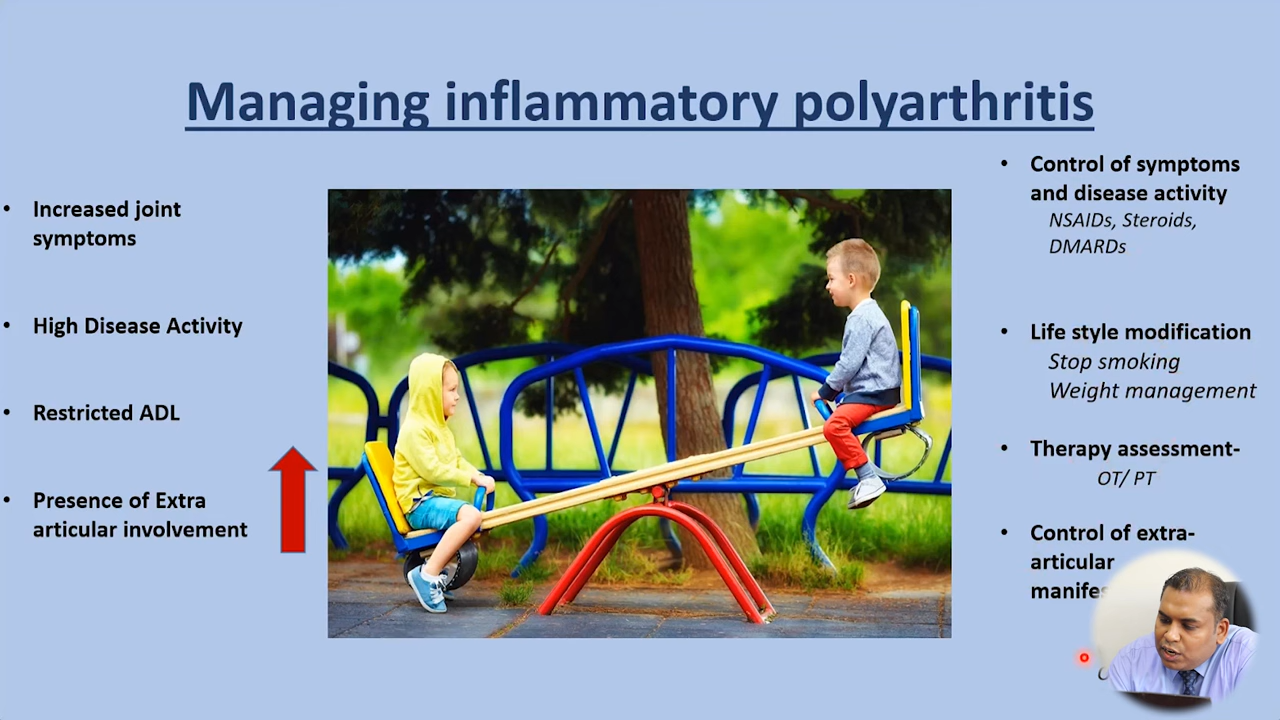 Managing inflammatory polyarthritis
• Increased joint
symptoms
• High Disease Activity
• Restricted ADL
• Presence of Extra
articular involvement
• Control of symptoms
and disease activity
NSAIDs, Steroids,
DMARDs
• Life style modification
Stop smoking
Weight management
• Therapy assessment-
OT/ PT
• Control of extra-
articular